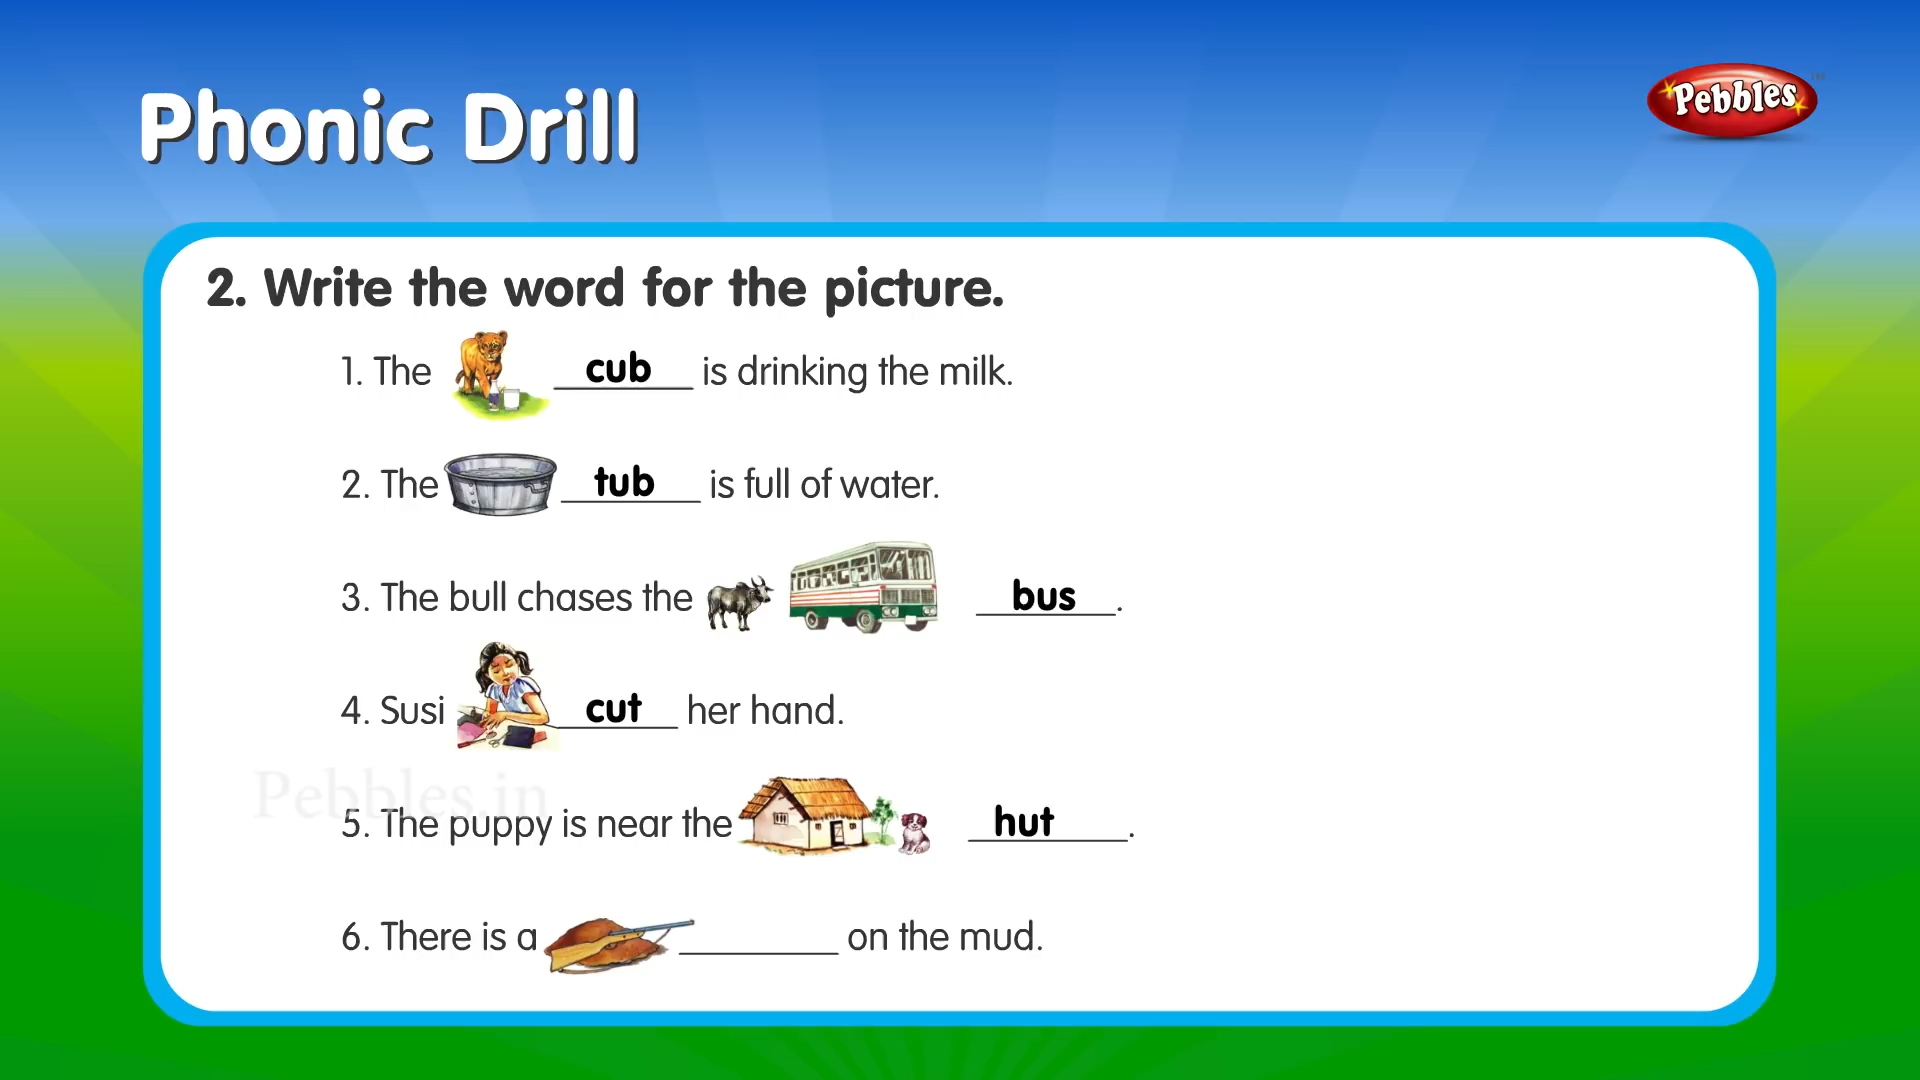 Phonic Drill
Pebbles™
2. Write the word for the picture.
1. The cub is drinking the milk.
2. The tub is full of water.
3. The bull chases the bus.
4. Susi cut her hand.
Pebbles.in
5. The puppy is near the hut.
6. There is a ________ on the mud.